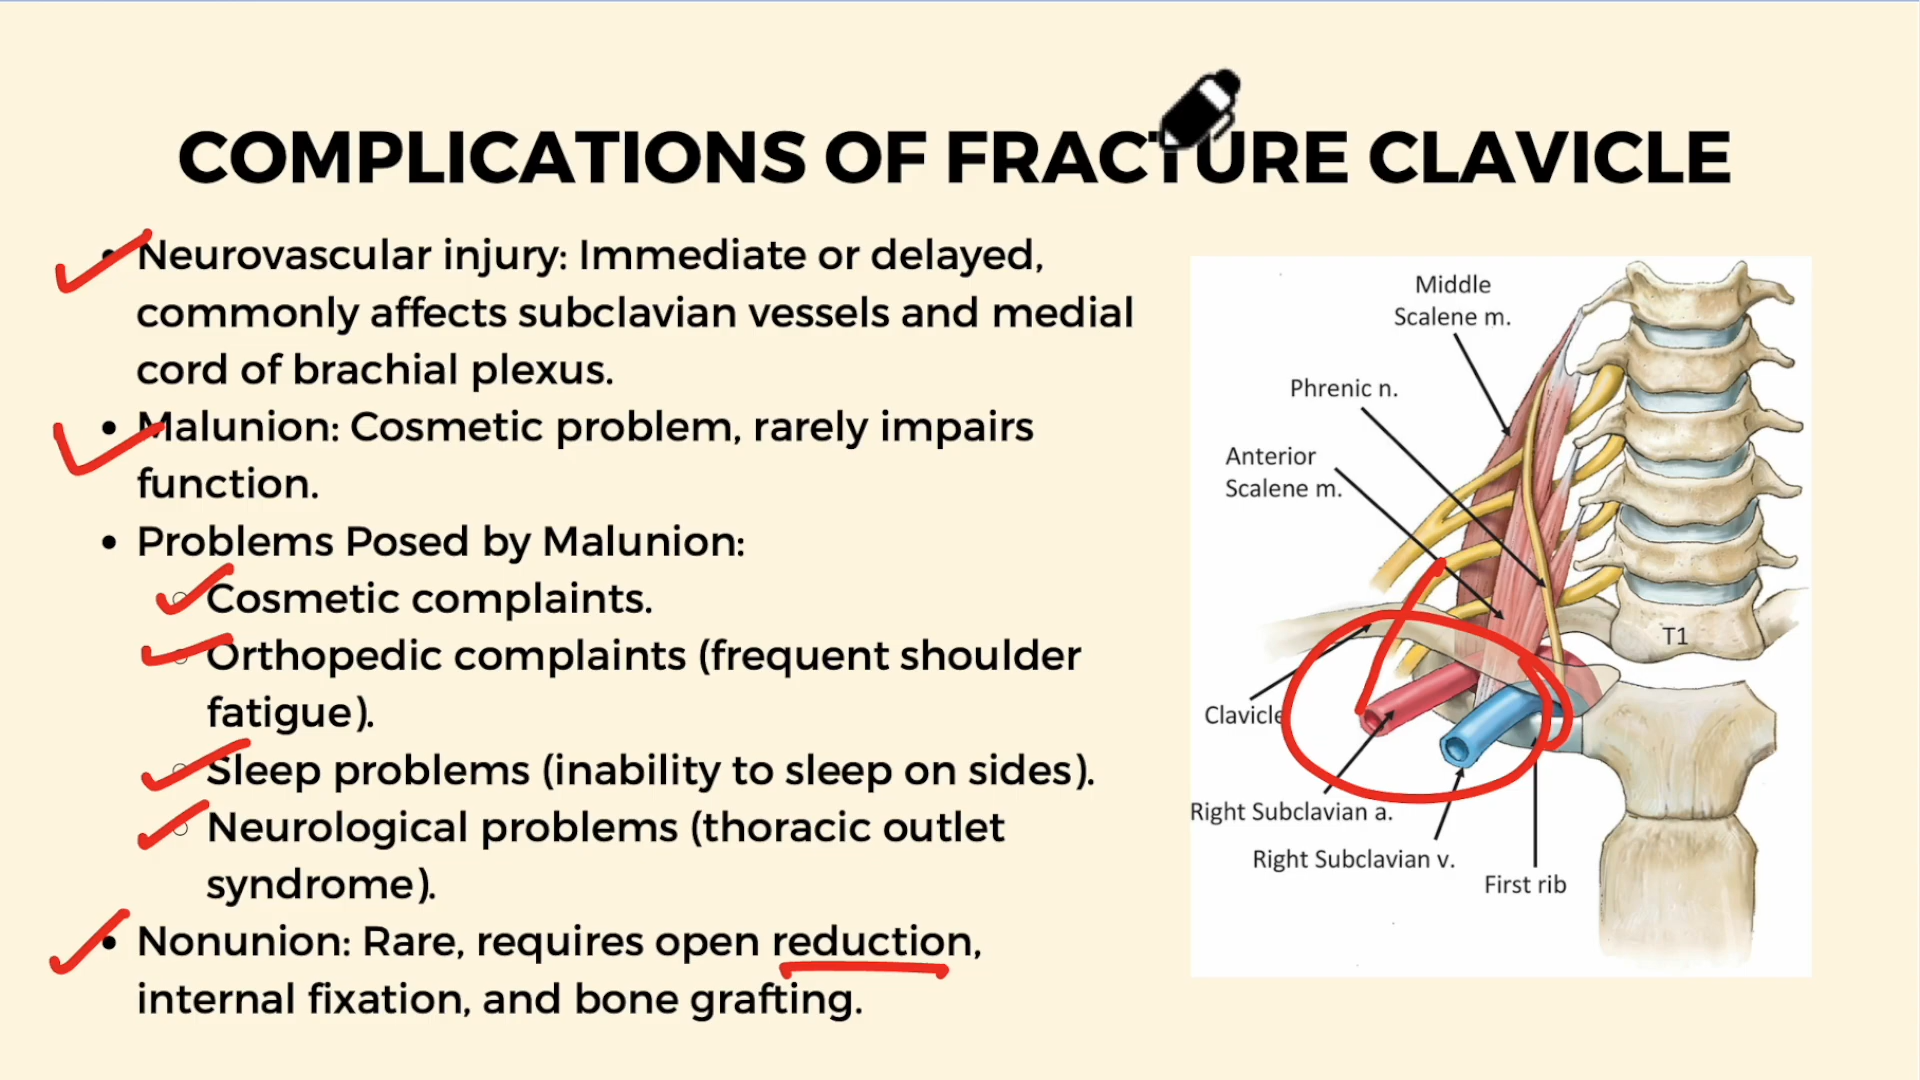 COMPLICATIONS OF FRACTURE CLAVICLE
• Neurovascular injury: Immediate or delayed,
commonly affects subclavian vessels and medial
cord of brachial plexus.
• Malunion: Cosmetic problem, rarely impairs
function.
• Problems Posed by Malunion:
○ Cosmetic complaints.
○ Orthopedic complaints (frequent shoulder
fatigue).
○ Sleep problems (inability to sleep on sides).
○ Neurological problems (thoracic outlet
syndrome).
• Nonunion: Rare, requires open reduction,
internal fixation, and bone grafting.
Middle
Scalene m.
Phrenic n.
Anterior
Scalene m.
T1
Clavicle
Right Subclavian a.
Right Subclavian v.
First rib